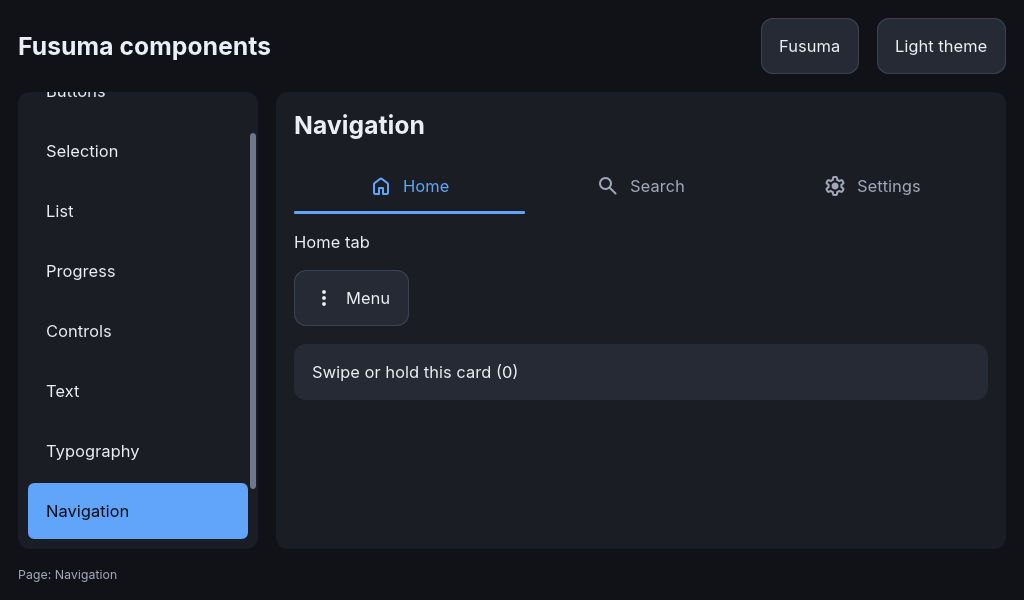 Fusuma components
Fusuma
Light theme
Buttons
Selection
List
Progress
Controls
Text
Typography
Navigation
Navigation
Home
Search
Settings
Home tab
Menu
Swipe or hold this card (0)
Page: Navigation